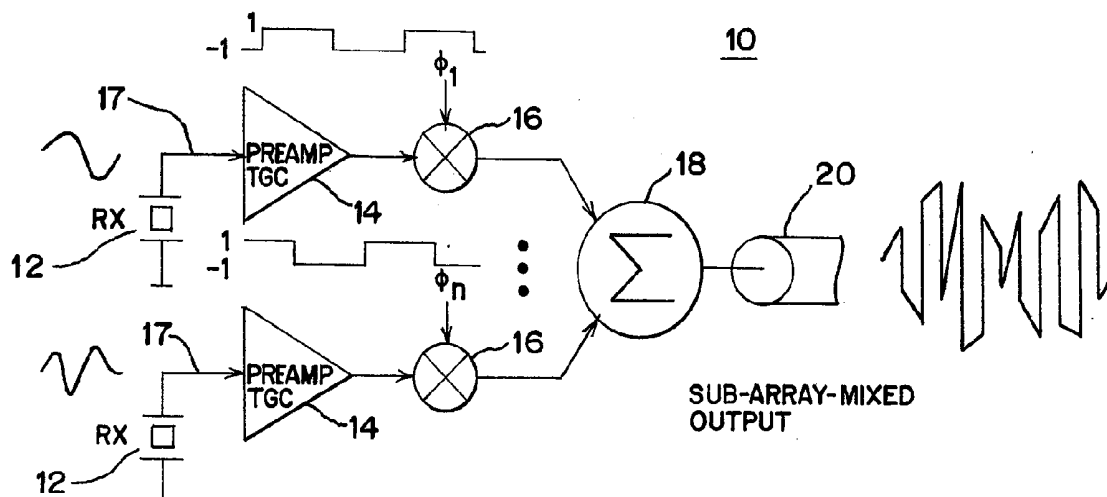 1
-1
10
ϕ1
17
16
PREAMP
TGC
18
20
RX
14
12
1
-1
ϕn
17
16
PREAMP
TGC
SUB-ARRAY-MIXED
OUTPUT
RX
14
12